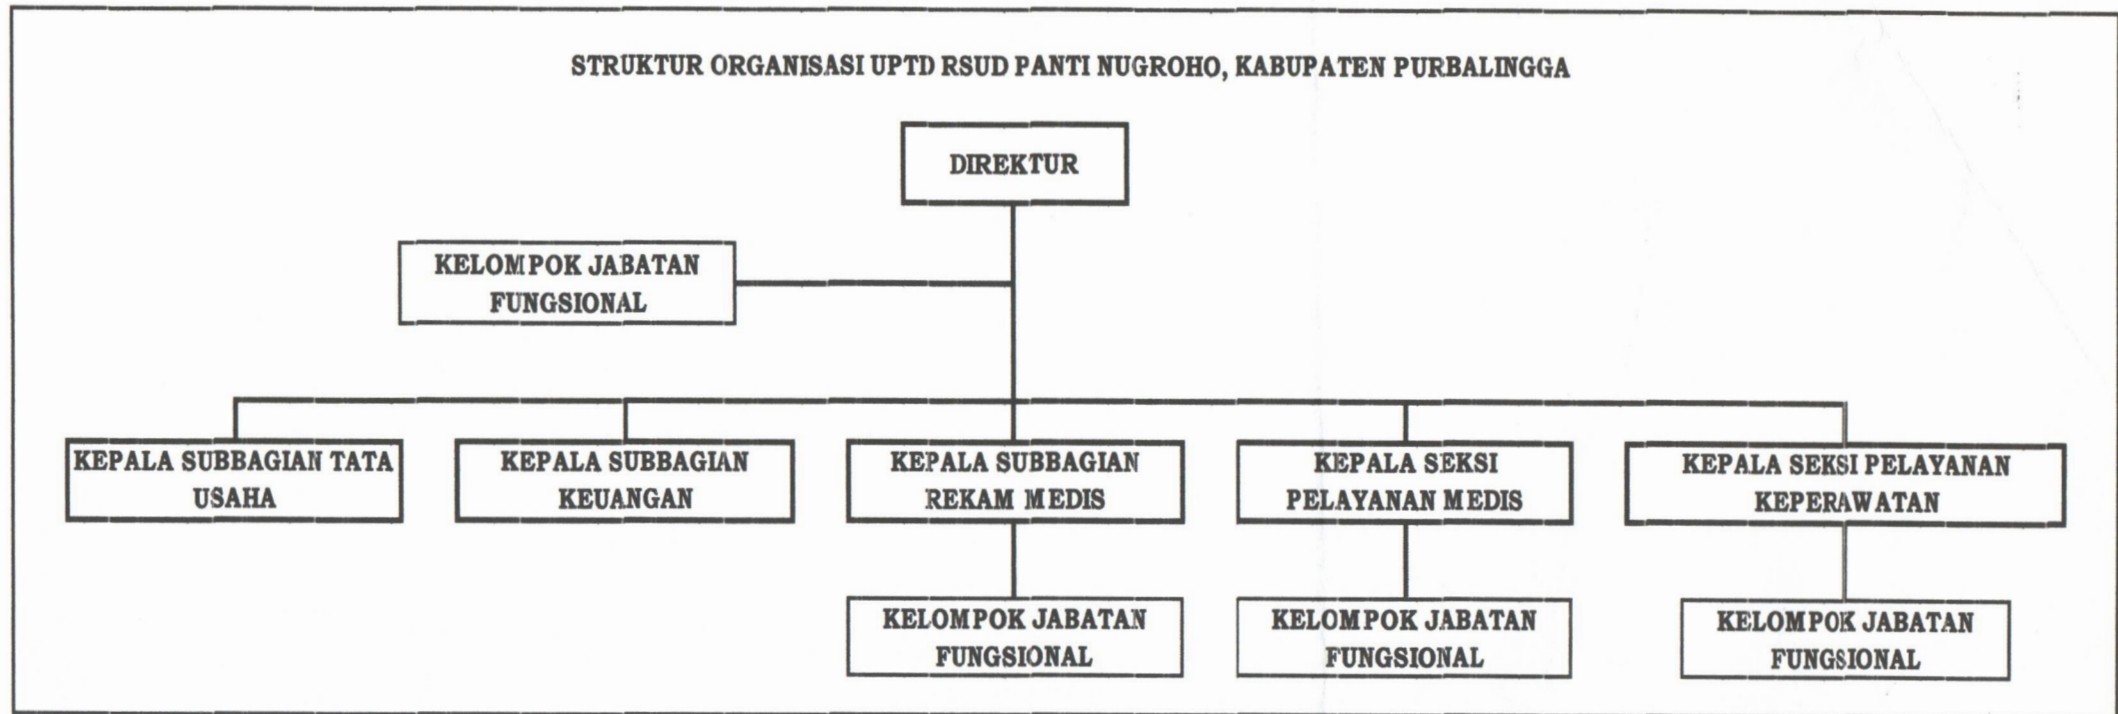 STRUKTUR ORGANISASI UPTD RSUD PANTI NUGROHO, KABUPATEN PURBALINGGA
DIREKTUR
KELOMPOK JABATAN
FUNGSIONAL
KEPALA SUBBAGIAN TATA
USAHA
KEPALA SUBBAGIAN
KEUANGAN
KEPALA SUBBAGIAN
REKAM MEDIS
KEPALA SEKSI
PELAYANAN MEDIS
KEPALA SEKSI PELAYANAN
KEPERAWATAN
KELOMPOK JABATAN
FUNGSIONAL
KELOMPOK JABATAN
FUNGSIONAL
KELOMPOK JABATAN
FUNGSIONAL